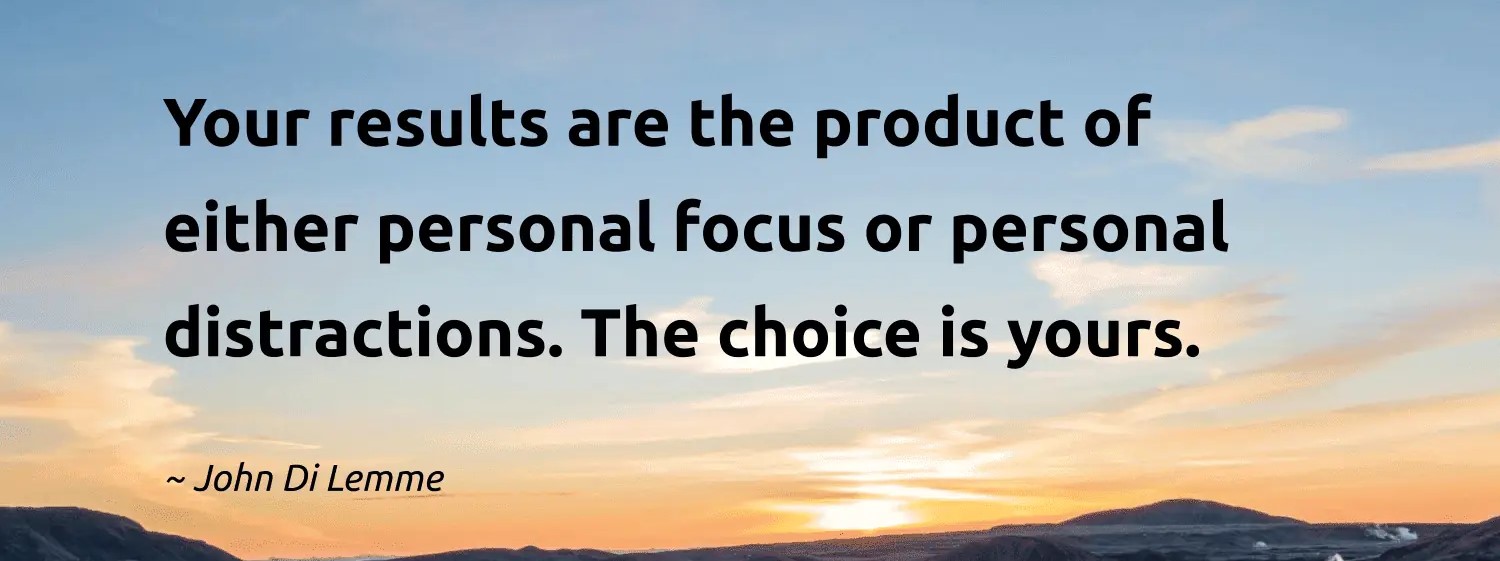 Your results are the product of
either personal focus or personal
distractions. The choice is yours.
~ John Di Lemme